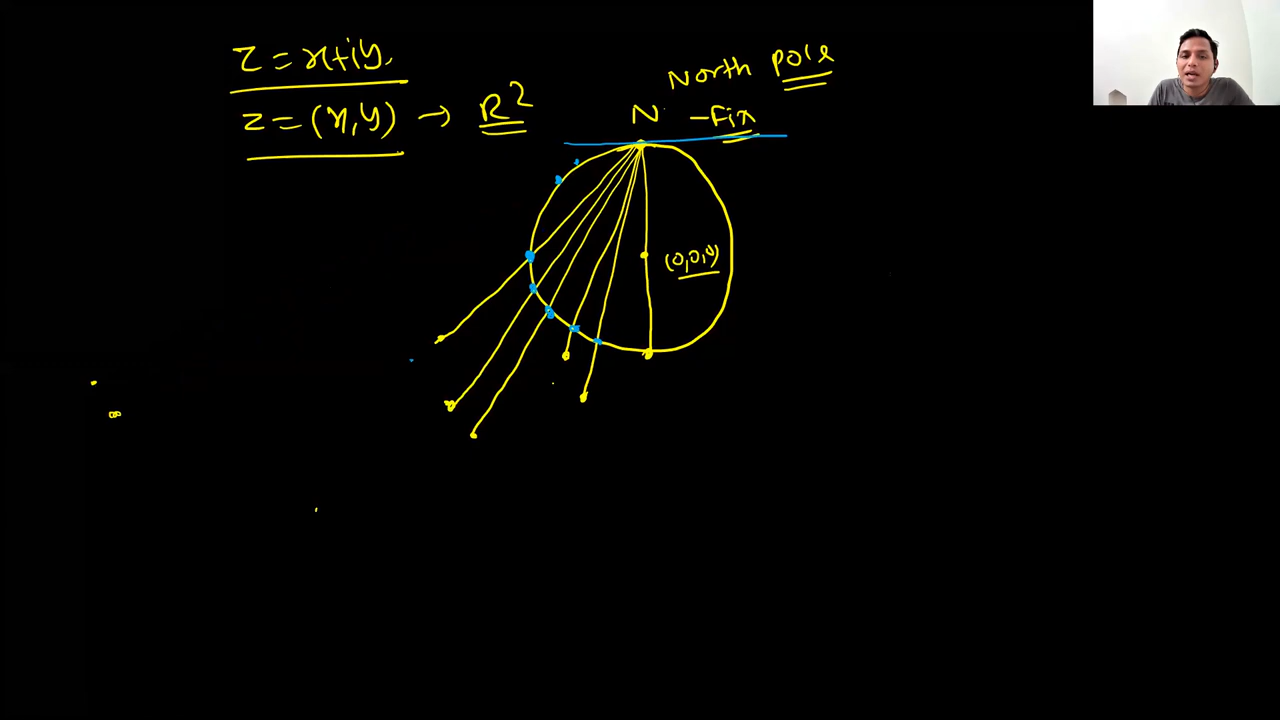 z = x+iy.
z = (x,y) → R²
North pole
N - Fix
(0,0,0)
∞